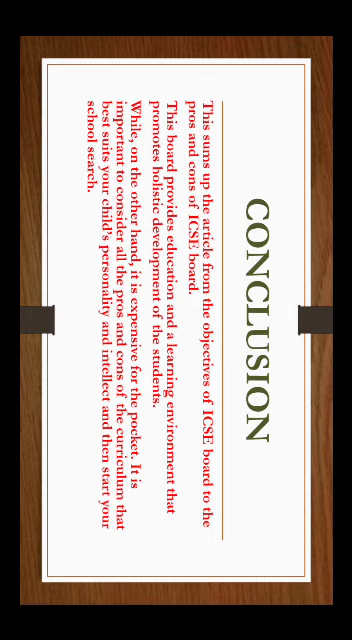 CONCLUSION
This sums up the article from the objectives of ICSE board to the
pros and cons of ICSE board.
This board provides education and a learning environment that
promotes holistic development of the students.
While, on the other hand, it is expensive for the pocket. It is
important to consider all the pros and cons of the curriculum that
best suits your child's personality and intellect and then start your
school search.